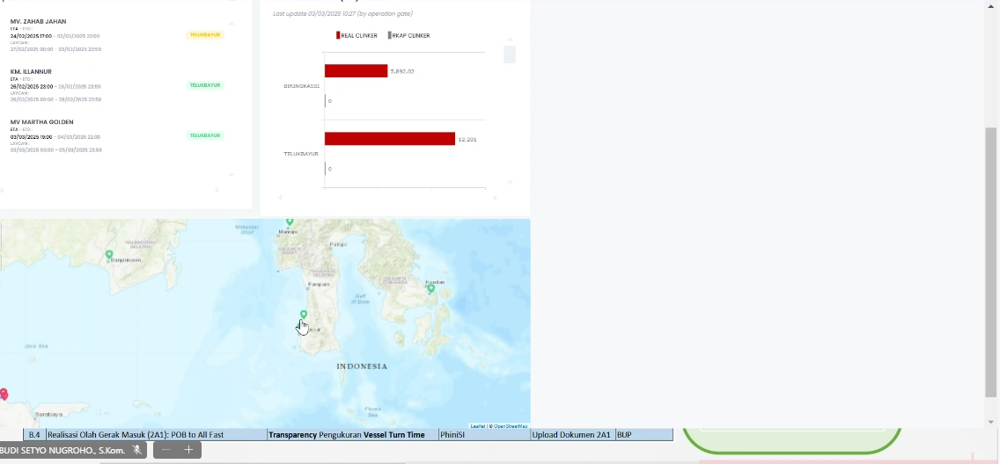 MV. ZAHAB JAHAN
ETA - ETD :
24/02/2025 17:00 - 02/03/2025 22:00
TELUKBAYUR
LAYCAN :
27/02/2025 00:00 - 03/03/2025 23:59
KM. ILLANNUR
ETA - ETD :
26/02/2025 23:00 - 28/02/2025 23:59
TELUKBAYUR
LAYCAN :
26/02/2025 00:00 - 28/02/2025 23:59
MV MARTHA GOLDEN
ETA - ETD :
03/03/2025 19:00 - 04/03/2025 22:00
TELUKBAYUR
LAYCAN :
03/03/2025 00:00 - 05/03/2025 23:59
Last update 03/03/2025 10:27 (by operation gate)
REAL CLINKER RKAP CLINKER
BIRINGKASSI
5,892.02
0
TELUKBAYUR
12,201
0
Makassar Strait
Mamuju
Palopo
Banjarmasin
Parepare
Kendari
Gulf of Bone
Java Sea
INDONESIA
Flores Sea
Surabaya
Leaflet | © OpenStreetMap
B.4 Realisasi Olah Gerak Masuk (2A1): POB to All Fast Transparency Pengukuran Vessel Turn Time PhiniSI Upload Dokumen 2A1 BUP
BUDI SETYO NUGROHO., S.Kom.